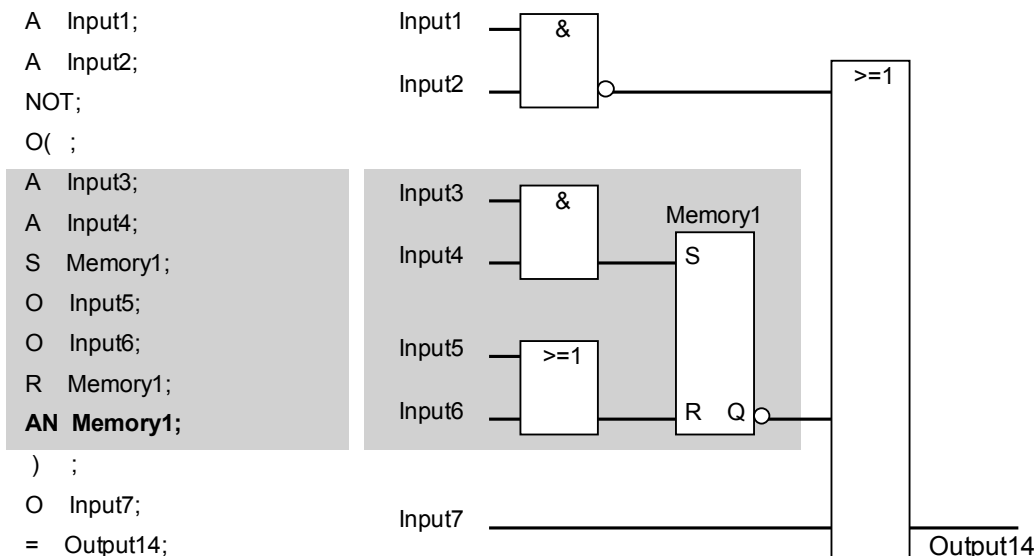 A Input1;
A Input2;
NOT;
O( ;
A Input3;
A Input4;
S Memory1;
O Input5;
O Input6;
R Memory1;
AN Memory1;
) ;
O Input7;
= Output14;
Input1
&
Input2
>=1
Input3
&
Memory1
Input4
S
Input5
>=1
Input6
R Q
Input7
Output14